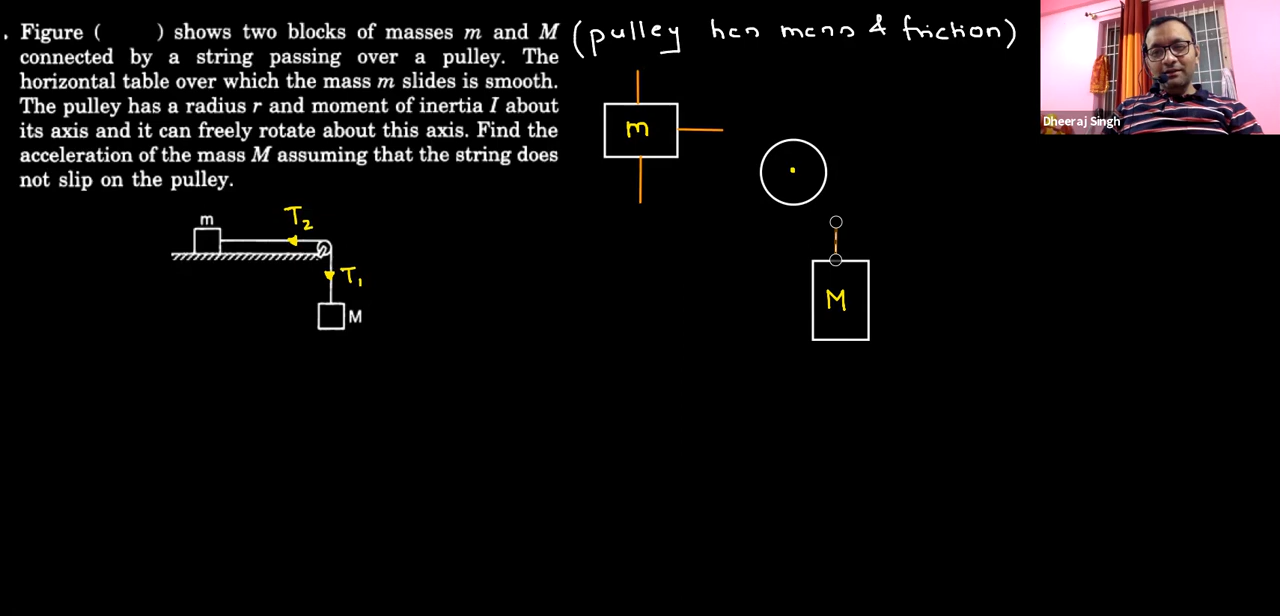 . Figure ( ) shows two blocks of masses m and M
connected by a string passing over a pulley. The
horizontal table over which the mass m slides is smooth.
The pulley has a radius r and moment of inertia I about
its axis and it can freely rotate about this axis. Find the
acceleration of the mass M assuming that the string does
not slip on the pulley.
(pulley has mass & friction)
Dheeraj Singh
m
T₂
T₁
M
m
M